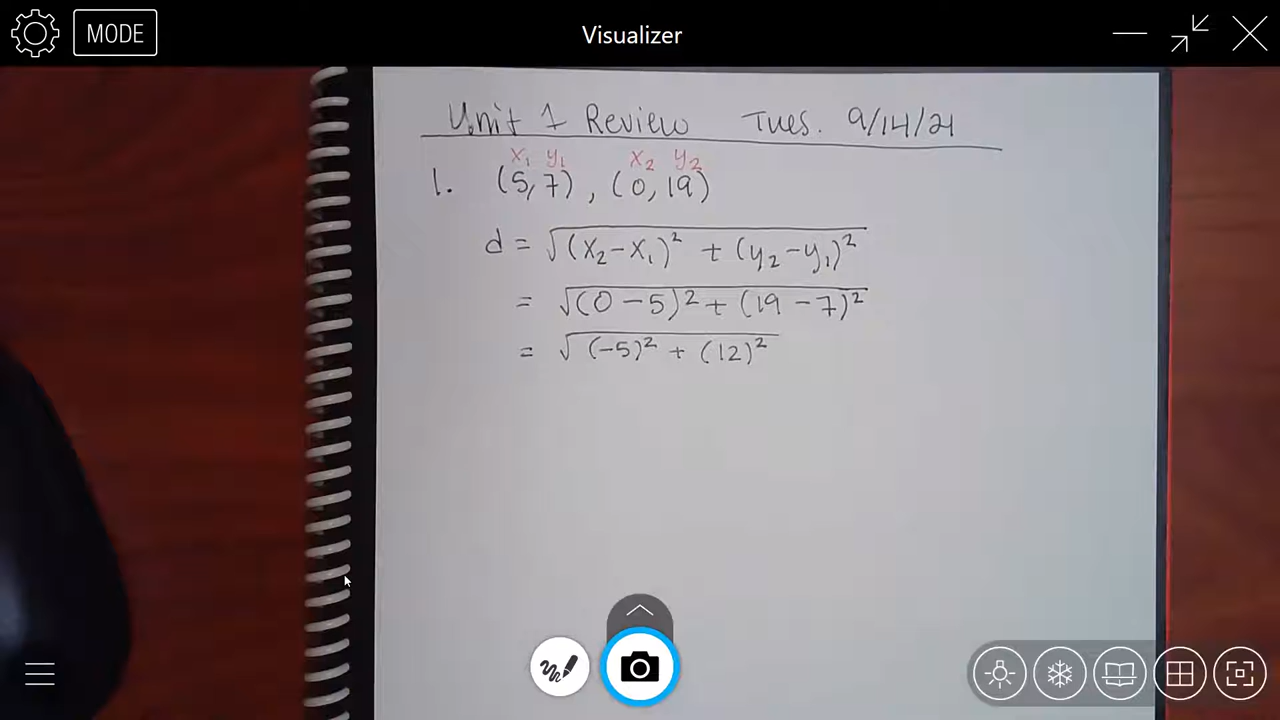 MODE
Visualizer
Unit 1 Review Tues. 9/14/21
x₁ y₁ x₂ y₂
1. (5,7), (0,19)
d = √(x₂-x₁)² + (y₂-y₁)²
= √(0-5)² + (19-7)²
= √(-5)² + (12)²